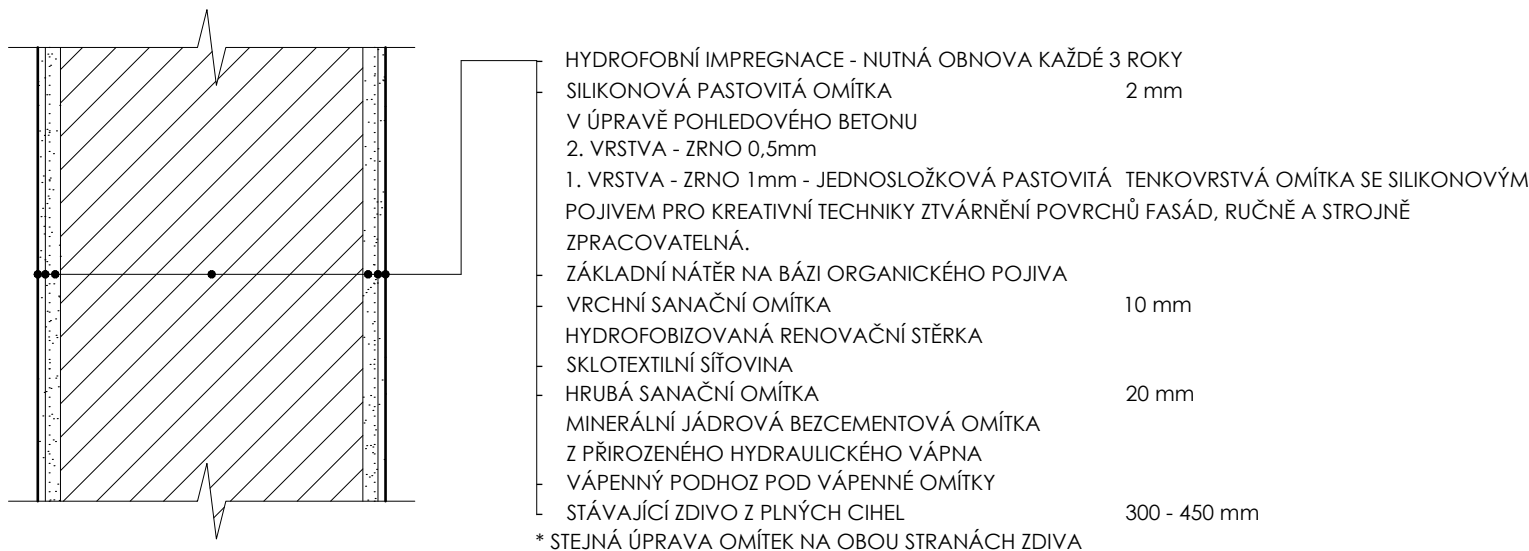 - HYDROFOBNÍ IMPREGNACE - NUTNÁ OBNOVA KAŽDÉ 3 ROKY
- SILIKONOVÁ PASTOVITÁ OMÍTKA 2 mm
V ÚPRAVĚ POHLEDOVÉHO BETONU
2. VRSTVA - ZRNO 0,5mm
1. VRSTVA - ZRNO 1mm - JEDNOSLOŽKOVÁ PASTOVITÁ TENKOVRSTVÁ OMÍTKA SE SILIKONOVÝM
POJIVEM PRO KREATIVNÍ TECHNIKY ZTVÁRNĚNÍ POVRCHŮ FASÁD, RUČNĚ A STROJNĚ
ZPRACOVATELNÁ.
- ZÁKLADNÍ NÁTĚR NA BÁZI ORGANICKÉHO POJIVA
- VRCHNÍ SANAČNÍ OMÍTKA 10 mm
HYDROFOBIZOVANÁ RENOVAČNÍ STĚRKA
- SKLOTEXTILNÍ SÍŤOVINA
- HRUBÁ SANAČNÍ OMÍTKA 20 mm
MINERÁLNÍ JÁDROVÁ BEZCEMENTOVÁ OMÍTKA
Z PŘIROZENÉHO HYDRAULICKÉHO VÁPNA
- VÁPENNÝ PODHOZ POD VÁPENNÉ OMÍTKY
- STÁVAJÍCÍ ZDIVO Z PLNÝCH CIHEL 300 - 450 mm
* STEJNÁ ÚPRAVA OMÍTEK NA OBOU STRANÁCH ZDIVA